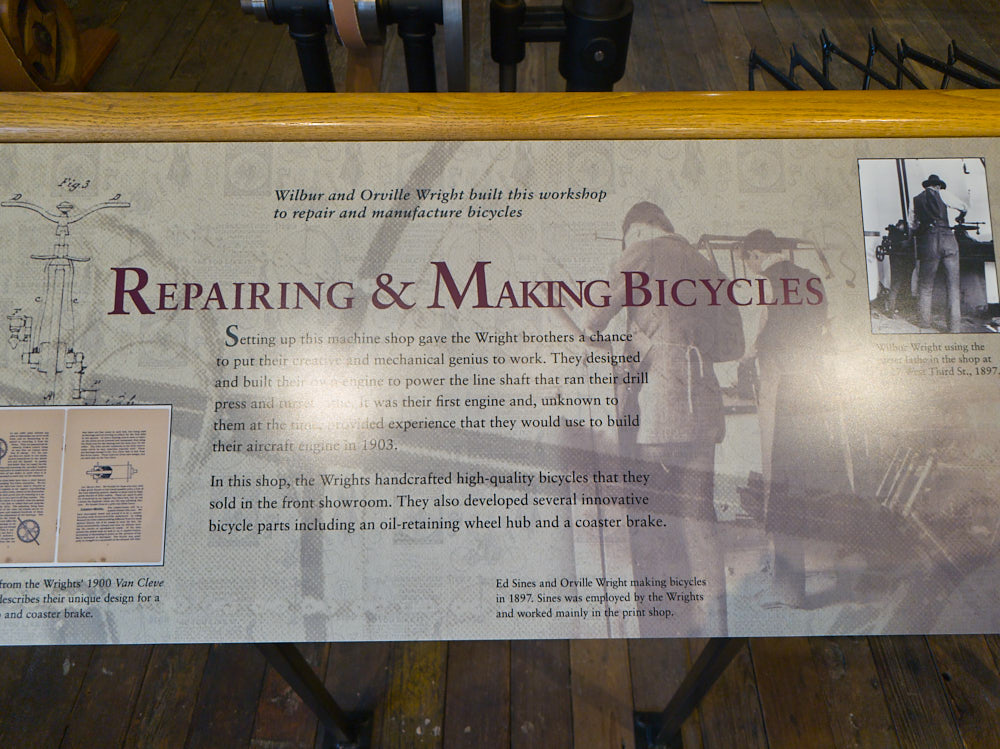 Fig. 3
D D
Wilbur and Orville Wright built this workshop
to repair and manufacture bicycles
REPAIRING & MAKING BICYCLES
Setting up this machine shop gave the Wright brothers a chance
to put their creative and mechanical genius to work. They designed
and built their own engine to power the line shaft that ran their drill
press and turret lathe. It was their first engine and, unknown to
them at the time, provided experience that they would use to build
their aircraft engine in 1903.
In this shop, the Wrights handcrafted high-quality bicycles that they
sold in the front showroom. They also developed several innovative
bicycle parts including an oil-retaining wheel hub and a coaster brake.
Wilbur Wright using the
lathe in the shop at
West Third St., 1897.
from the Wrights' 1900 Van Cleve
describes their unique design for a
and coaster brake.
Ed Sines and Orville Wright making bicycles
in 1897. Sines was employed by the Wrights
and worked mainly in the print shop.